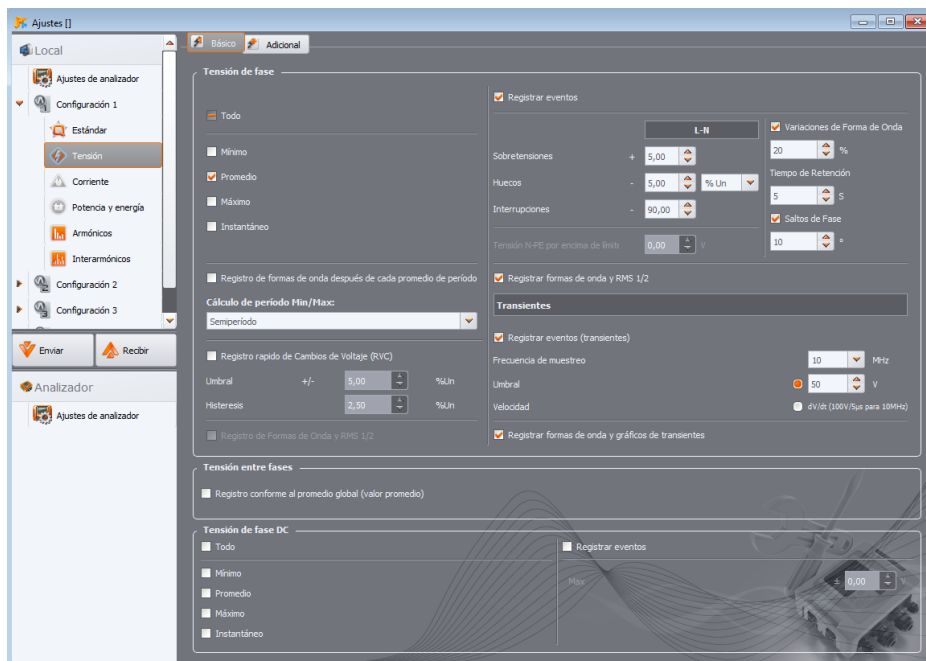 Ajustes []
Local
Ajustes de analizador
Configuración 1
Estándar
Tensión
Corriente
Potencia y energía
Armónicos
Interarmónicos
Configuración 2
Configuración 3
Enviar
Recibir
Analizador
Ajustes de analizador
Básico
Adicional
Tensión de fase
Todo
Mínimo
Promedio
Máximo
Instantáneo
Registro de formas de onda después de cada promedio de período
Cálculo de período Min/Max:
Semiperíodo
Registro rapido de Cambios de Voltaje (RVC)
Umbral +/- 5,00 %Un
Histeresis 2,50 %Un
Registro de Formas de Onda y RMS 1/2
Registrar eventos
L-N
Sobretensiones + 5,00
Huecos - 5,00 % Un
Interrupciones - 90,00
Tensión N-PE por encima de límite 0,00 V
Variaciones de Forma de Onda
20 %
Tiempo de Retención
5 S
Saltos de Fase
10 °
Registrar formas de onda y RMS 1/2
Transientes
Registrar eventos (transientes)
Frecuencia de muestreo 10 MHz
Umbral 50 V
Velocidad dV/dt (100V/5µs para 10MHz)
Registrar formas de onda y gráficos de transientes
Tensión entre fases
Registro conforme al promedio global (valor promedio)
Tensión de fase DC
Todo
Mínimo
Promedio
Máximo
Instantáneo
Registrar eventos
Max ± 0,00 V